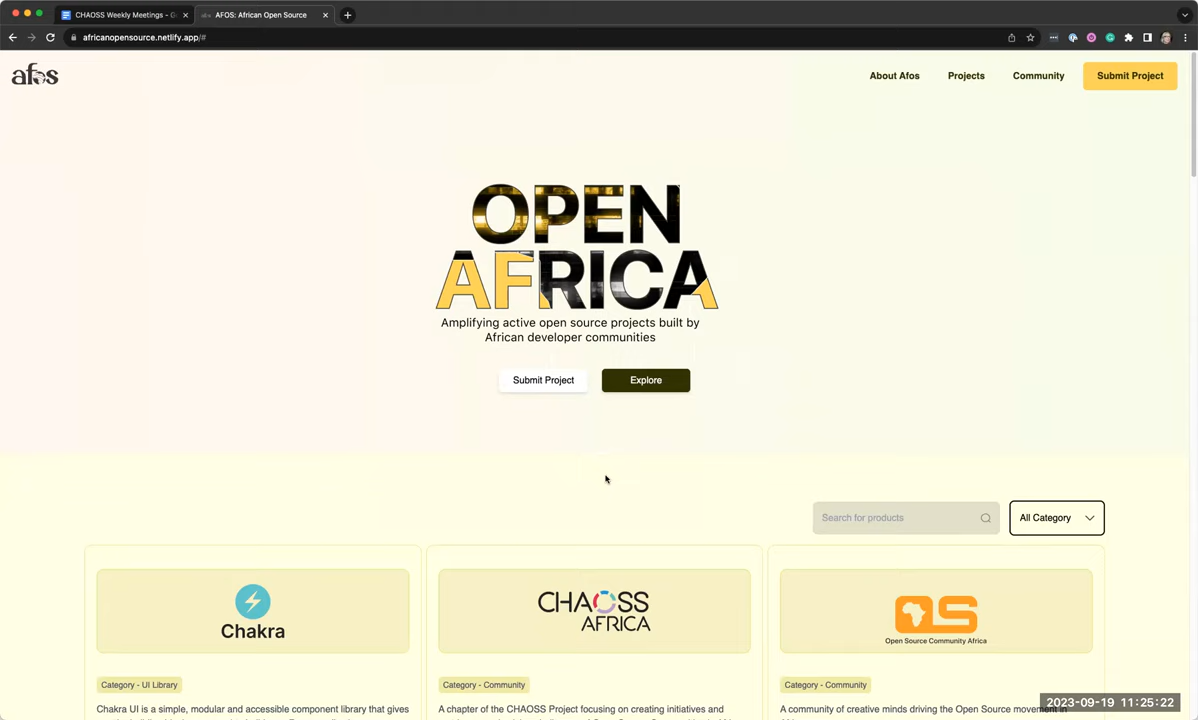 CHAOSS Weekly Meetings - Go
AFOS: African Open Source
africanopensource.netlify.app/#
afos
About Afos
Projects
Community
Submit Project
OPEN
AFRICA
Amplifying active open source projects built by
African developer communities
Submit Project
Explore
Search for products
All Category
Chakra
CHAOSS
AFRICA
Open Source Community Africa
Category - UI Library
Category - Community
Category - Community
Chakra UI is a simple, modular and accessible component library that gives
A chapter of the CHAOSS Project focusing on creating initiatives and
A community of creative minds driving the Open Source movement in
2023-09-19 11:25:22